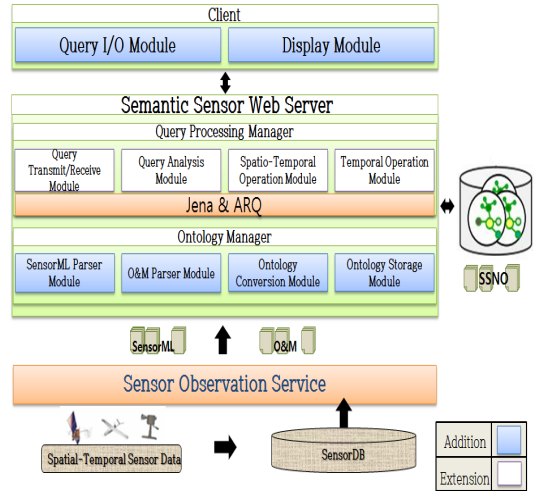 Client
Query I/O Module
Display Module
Semantic Sensor Web Server
Query Processing Manager
Query
Transmit/Receive
Module
Query Analysis
Module
Spatio-Temporal
Operation Module
Temporal Operation
Module
Jena & ARQ
Ontology Manager
SensorML Parser
Module
O&M Parser Module
Ontology
Conversion Module
Ontology Storage
Module
SSNO
SensorML
O&M
Sensor Observation Service
Spatial-Temporal Sensor Data
SensorDB
Addition
Extension